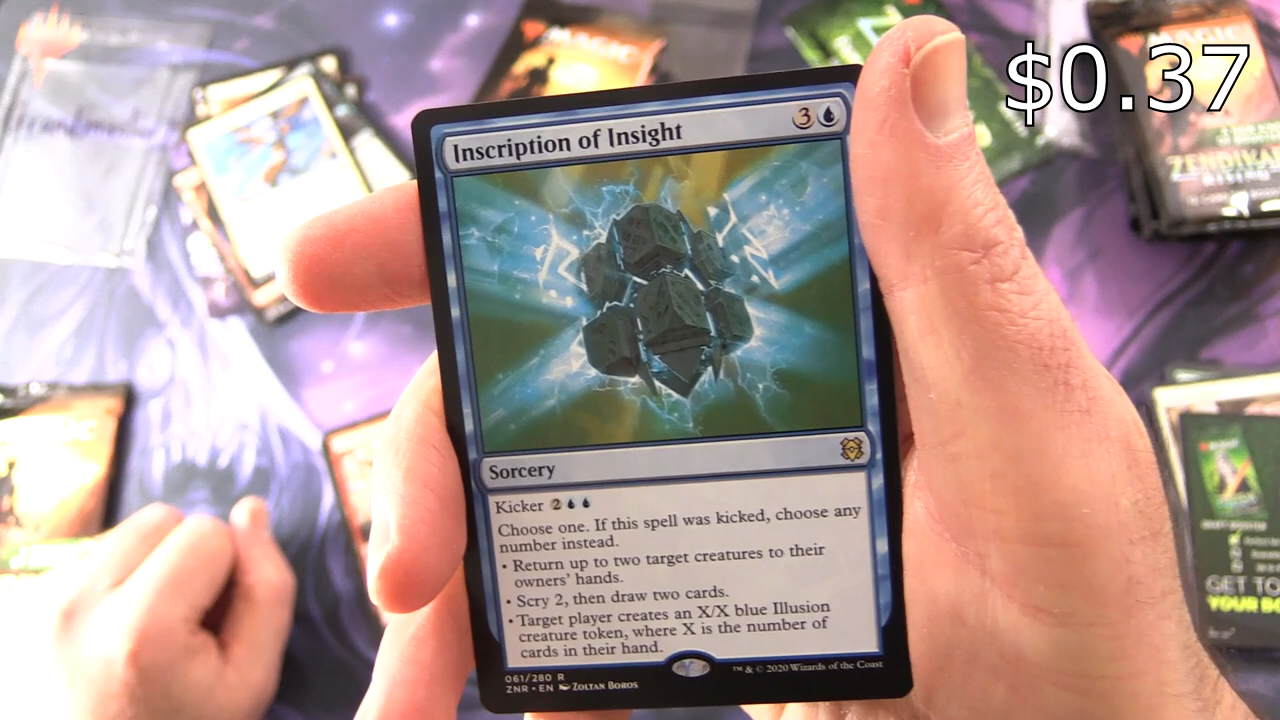 $0.37
MAGIC
ZENDIKAR
RISING
Inscription of Insight
3
Sorcery
Kicker 2
Choose one. If this spell was kicked, choose any
number instead.
• Return up to two target creatures to their
owners' hands.
• Scry 2, then draw two cards.
• Target player creates an X/X blue Illusion
creature token, where X is the number of
cards in their hand.
061/280 R
ZNR • EN ZOLTAN BOROS
™ & © 2020 Wizards of the Coast
GET TO
YOUR BO